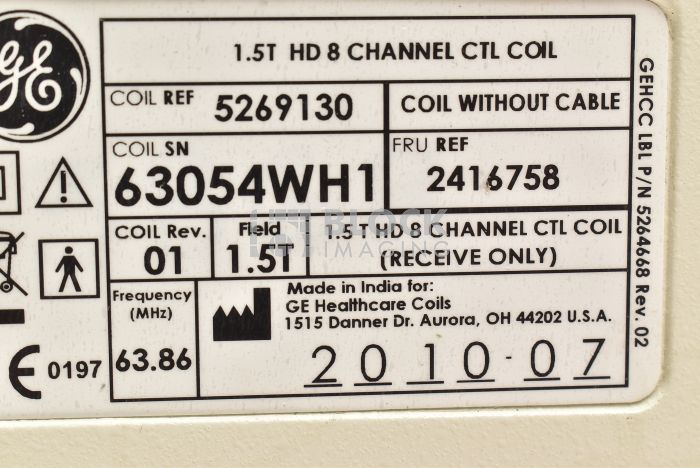 GE
1.5T HD 8 CHANNEL CTL COIL
COIL REF 5269130
COIL WITHOUT CABLE
COIL SN
63054WH1
FRU REF
2416758
COIL Rev.
01
Field
1.5T
1.5T HD 8 CHANNEL CTL COIL
(RECEIVE ONLY)
Frequency
(MHz)
63.86
Made in India for:
GE Healthcare Coils
1515 Danner Dr. Aurora, OH 44202 U.S.A.
2010-07
CE 0197
GEHCC LBL P/N 5264668 Rev. 02
BLOCK
IMAGING